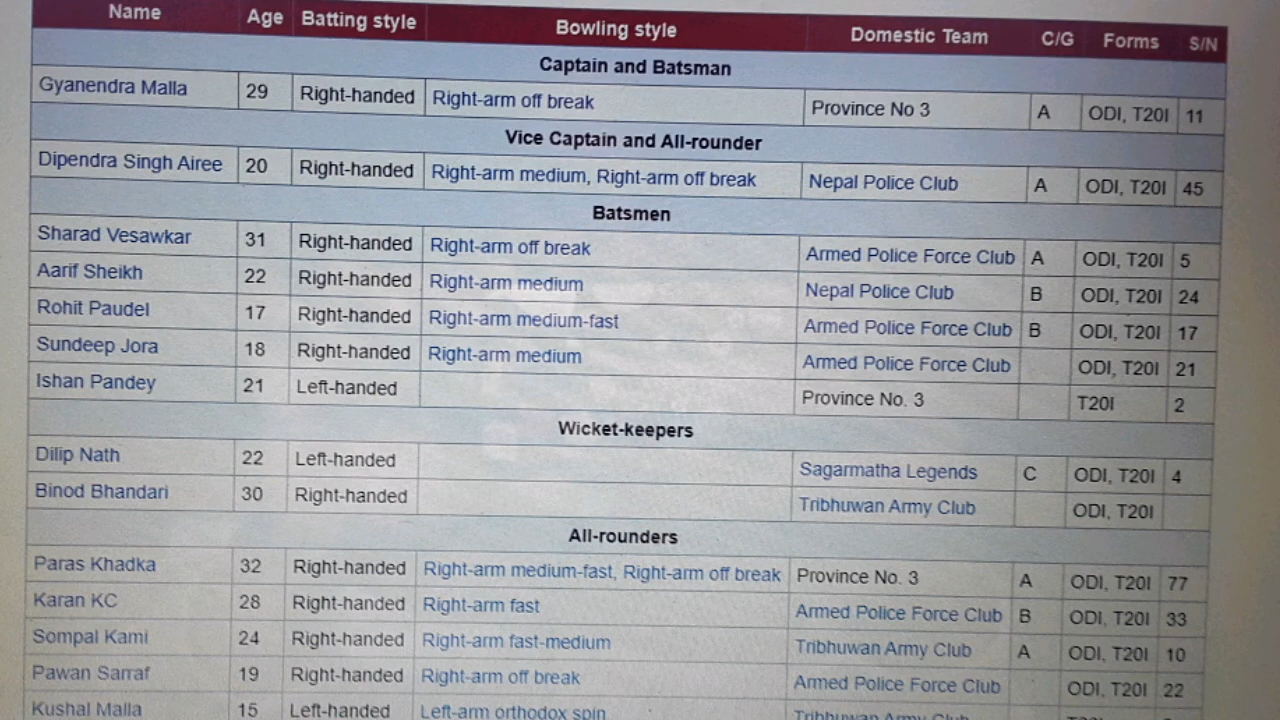 Name Age Batting style Bowling style Domestic Team C/G Forms S/N
Captain and Batsman
Gyanendra Malla 29 Right-handed Right-arm off break Province No 3 A ODI, T20I 11
Vice Captain and All-rounder
Dipendra Singh Airee 20 Right-handed Right-arm medium, Right-arm off break Nepal Police Club A ODI, T20I 45
Batsmen
Sharad Vesawkar 31 Right-handed Right-arm off break Armed Police Force Club A ODI, T20I 5
Aarif Sheikh 22 Right-handed Right-arm medium Nepal Police Club B ODI, T20I 24
Rohit Paudel 17 Right-handed Right-arm medium-fast Armed Police Force Club B ODI, T20I 17
Sundeep Jora 18 Right-handed Right-arm medium Armed Police Force Club ODI, T20I 21
Ishan Pandey 21 Left-handed Province No. 3 T20I 2
Wicket-keepers
Dilip Nath 22 Left-handed Sagarmatha Legends C ODI, T20I 4
Binod Bhandari 30 Right-handed Tribhuwan Army Club ODI, T20I
All-rounders
Paras Khadka 32 Right-handed Right-arm medium-fast, Right-arm off break Province No. 3 A ODI, T20I 77
Karan KC 28 Right-handed Right-arm fast Armed Police Force Club B ODI, T20I 33
Sompal Kami 24 Right-handed Right-arm fast-medium Tribhuwan Army Club A ODI, T20I 10
Pawan Sarraf 19 Right-handed Right-arm off break Armed Police Force Club ODI, T20I 22
Kushal Malla 15 Left-handed Left-arm orthodox spin Tribhuwan Army Club